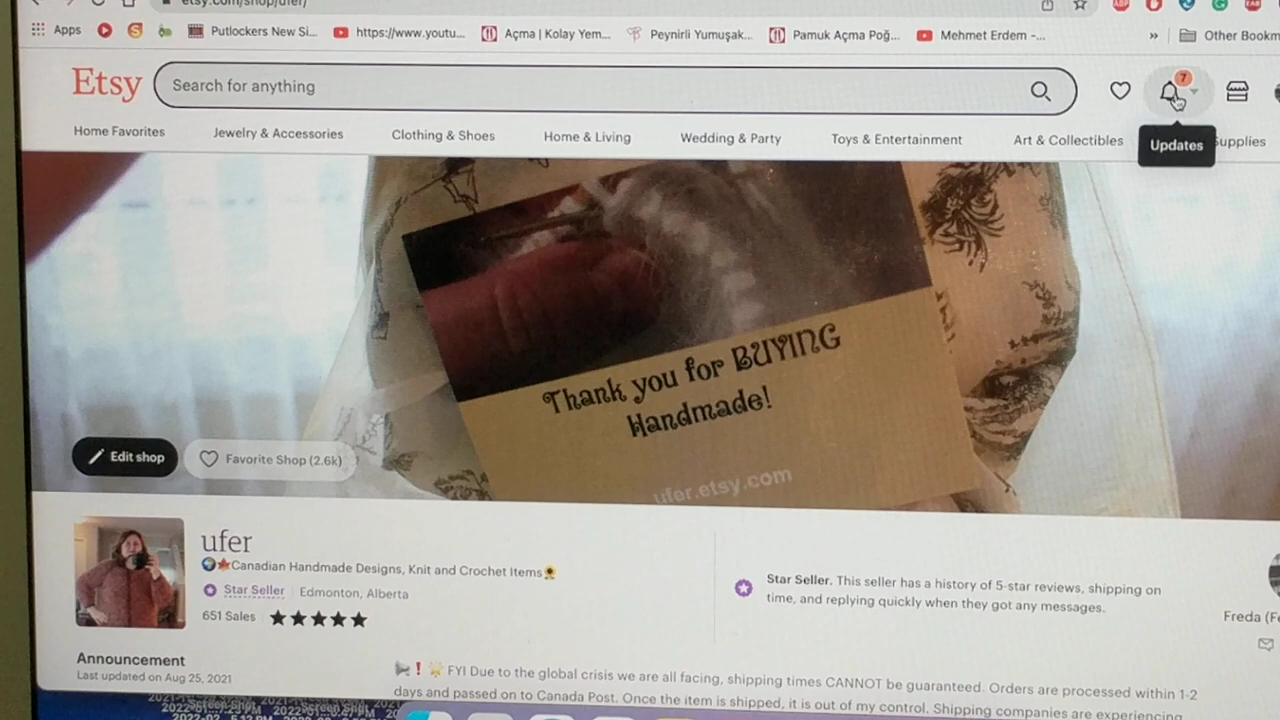 etsy.com/shop/ufer/
Apps Putlockers New Si... https://www.youtu... Açma | Kolay Yem... Peynirli Yumuşak... Pamuk Açma Poğ... Mehmet Erdem -... » Other Bookm
Etsy Search for anything 7
Home Favorites Jewelry & Accessories Clothing & Shoes Home & Living Wedding & Party Toys & Entertainment Art & Collectibles Supplies
Updates
Thank you for BUYING
Handmade!
ufer.etsy.com
Edit shop Favorite Shop (2.6k)
ufer
Canadian Handmade Designs, Knit and Crochet Items
Star Seller Edmonton, Alberta
651 Sales
Star Seller. This seller has a history of 5-star reviews, shipping on
time, and replying quickly when they got any messages.
Freda (Fe
Announcement
Last updated on Aug 25, 2021
FYI Due to the global crisis we are all facing, shipping times CANNOT be guaranteed. Orders are processed within 1-2
days and passed on to Canada Post. Once the item is shipped, it is out of my control. Shipping companies are experiencing